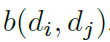 b(d_i, d_j)